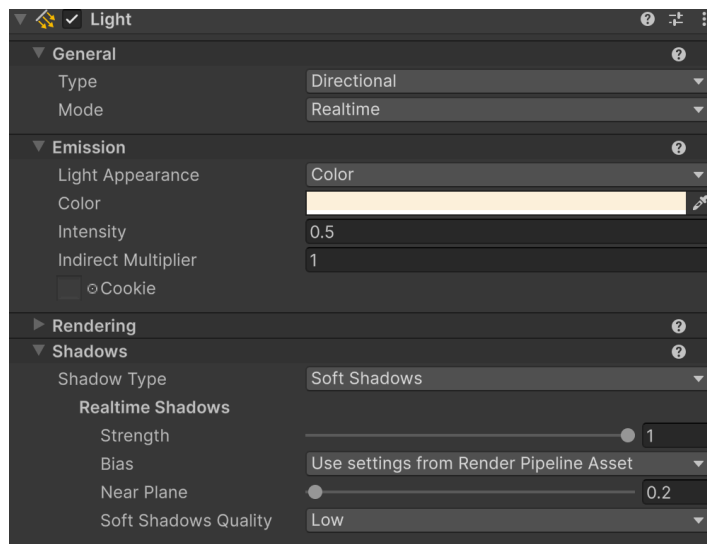 Light
General
Type Directional
Mode Realtime
Emission
Light Appearance Color
Color
Intensity 0.5
Indirect Multiplier 1
Cookie
Rendering
Shadows
Shadow Type Soft Shadows
Realtime Shadows
Strength 1
Bias Use settings from Render Pipeline Asset
Near Plane 0.2
Soft Shadows Quality Low